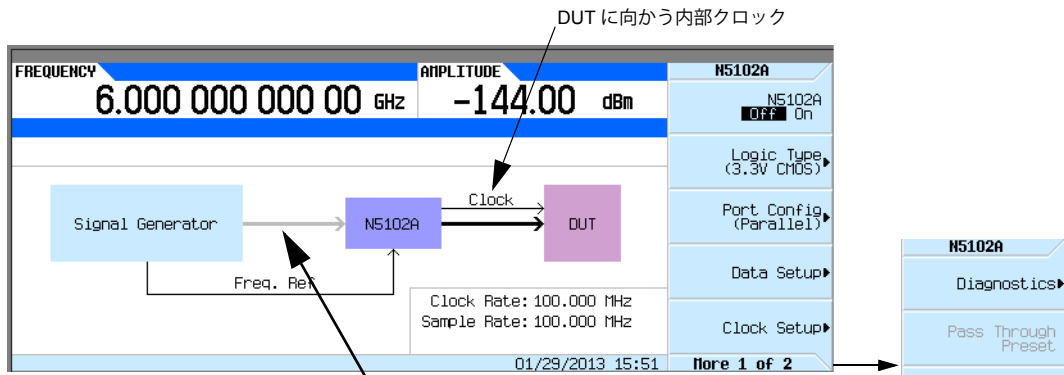 DUT に向かう内部クロック
FREQUENCY
6.000 000 000 00 GHz
AMPLITUDE
-144.00 dBm
Signal Generator
N5102A
Clock
DUT
Freq. Ref
Clock Rate: 100.000 MHz
Sample Rate: 100.000 MHz
01/29/2013 15:51
N5102A
N5102A
Off On
Logic Type
(3.3V CMOS)
Port Config
(Parallel)
Data Setup
Clock Setup
More 1 of 2
N5102A
Diagnostics
Pass Through
Preset